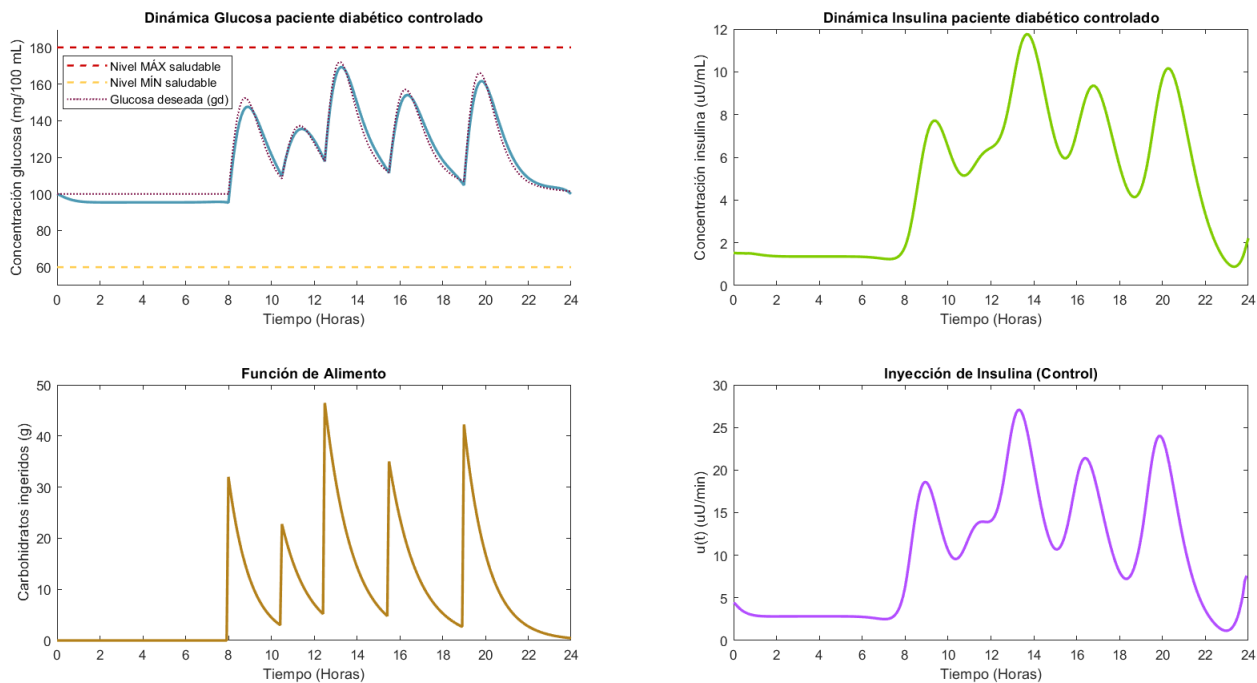 Dinámica Glucosa paciente diabético controlado
Concentración glucosa (mg/100 mL)
180
160
140
120
100
80
60
Nivel MÁX saludable
Nivel MÍN saludable
Glucosa deseada (gd)
0 2 4 6 8 10 12 14 16 18 20 22 24
Tiempo (Horas)
Dinámica Insulina paciente diabético controlado
Concentración insulina (uU/mL)
12
10
8
6
4
2
0
0 2 4 6 8 10 12 14 16 18 20 22 24
Tiempo (Horas)
Función de Alimento
Carbohidratos ingeridos (g)
50
40
30
20
10
0
0 2 4 6 8 10 12 14 16 18 20 22 24
Tiempo (Horas)
Inyección de Insulina (Control)
u(t) (uU/min)
30
25
20
15
10
5
0
0 2 4 6 8 10 12 14 16 18 20 22 24
Tiempo (Horas)